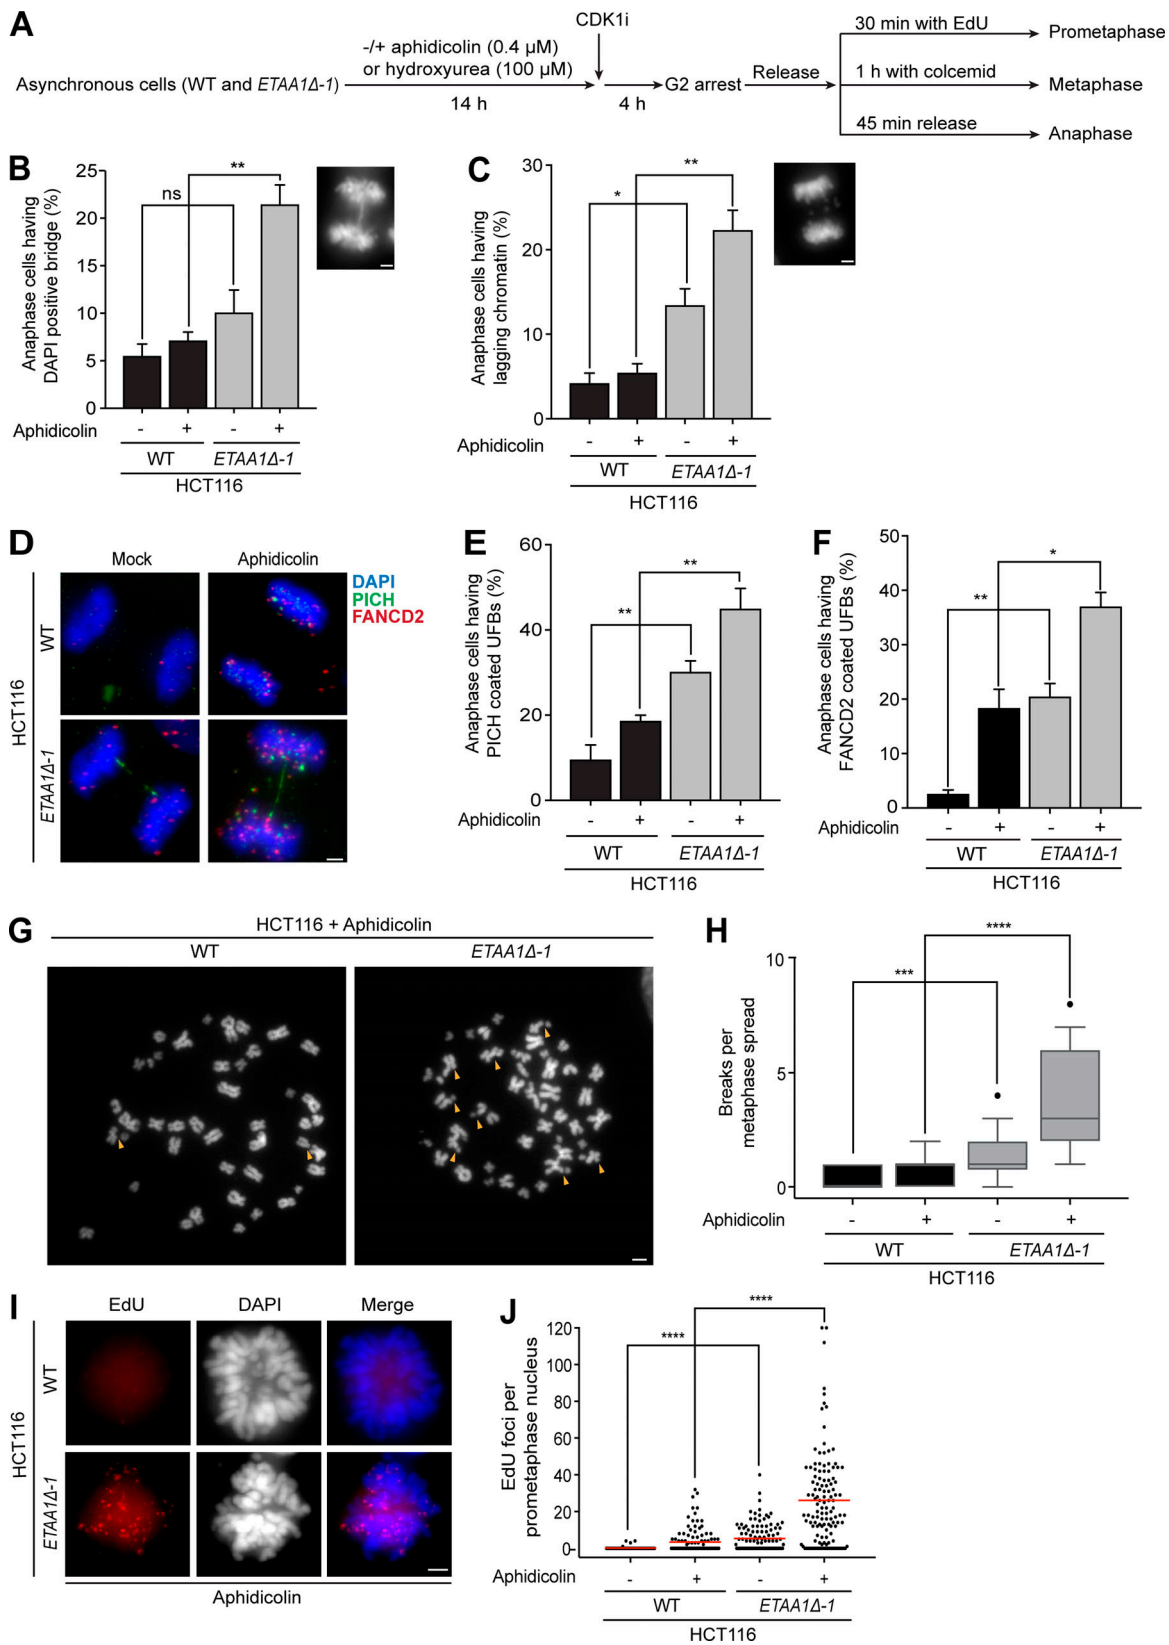 A
CDK1i
-/+ aphidicolin (0.4 µM)
or hydroxyurea (100 µM)
Asynchronous cells (WT and ETAA1Δ-1)
14 h
4 h
G2 arrest
Release
30 min with EdU
Prometaphase
1 h with colcemid
Metaphase
45 min release
Anaphase
B
Anaphase cells having
DAPI positive bridge (%)
25
20
15
10
5
0
ns
**
Aphidicolin - + - +
WT ETAA1Δ-1
HCT116
C
Anaphase cells having
lagging chromatin (%)
30
20
10
0
*
**
Aphidicolin - + - +
WT ETAA1Δ-1
HCT116
D
Mock Aphidicolin
DAPI
PICH
FANCD2
HCT116
WT
ETAA1Δ-1
E
Anaphase cells having
PICH coated UFBs (%)
60
40
20
0
**
**
Aphidicolin - + - +
WT ETAA1Δ-1
HCT116
F
Anaphase cells having
FANCD2 coated UFBs (%)
50
40
30
20
10
0
**
*
Aphidicolin - + - +
WT ETAA1Δ-1
HCT116
G
HCT116 + Aphidicolin
WT ETAA1Δ-1
H
Breaks per
metaphase spread
10
5
0
***
****
Aphidicolin - + - +
WT ETAA1Δ-1
HCT116
I
EdU DAPI Merge
HCT116
WT
ETAA1Δ-1
Aphidicolin
J
EdU foci per
prometaphase nucleus
120
100
80
60
40
20
0
****
****
Aphidicolin - + - +
WT ETAA1Δ-1
HCT116